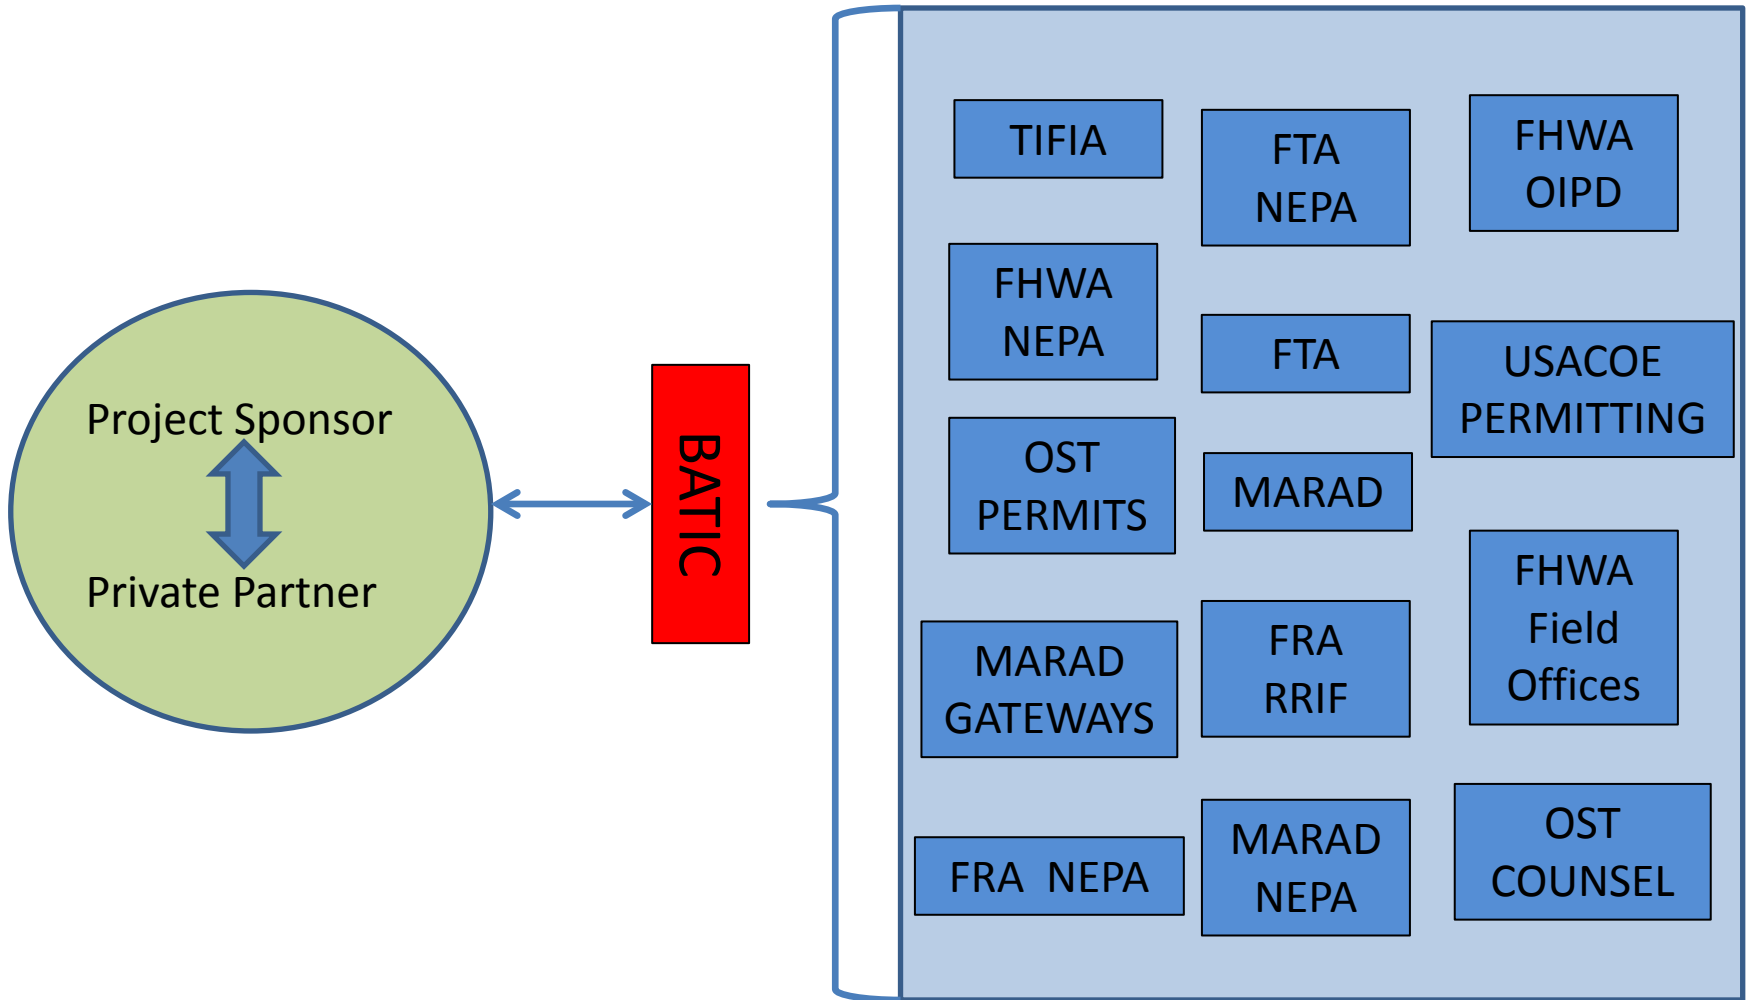 Project Sponsor
Private Partner
BATIC
TIFIA
FHWA
NEPA
OST
PERMITS
MARAD
GATEWAYS
FRA NEPA
FTA
NEPA
FTA
MARAD
FRA
RRIF
MARAD
NEPA
FHWA
OIPD
USACOE
PERMITTING
FHWA
Field
Offices
OST
COUNSEL